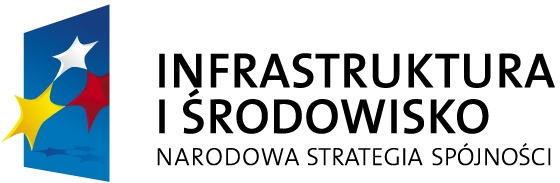 INFRASTRUKTURA
I ŚRODOWISKO
NARODOWA STRATEGIA SPÓJNOŚCI